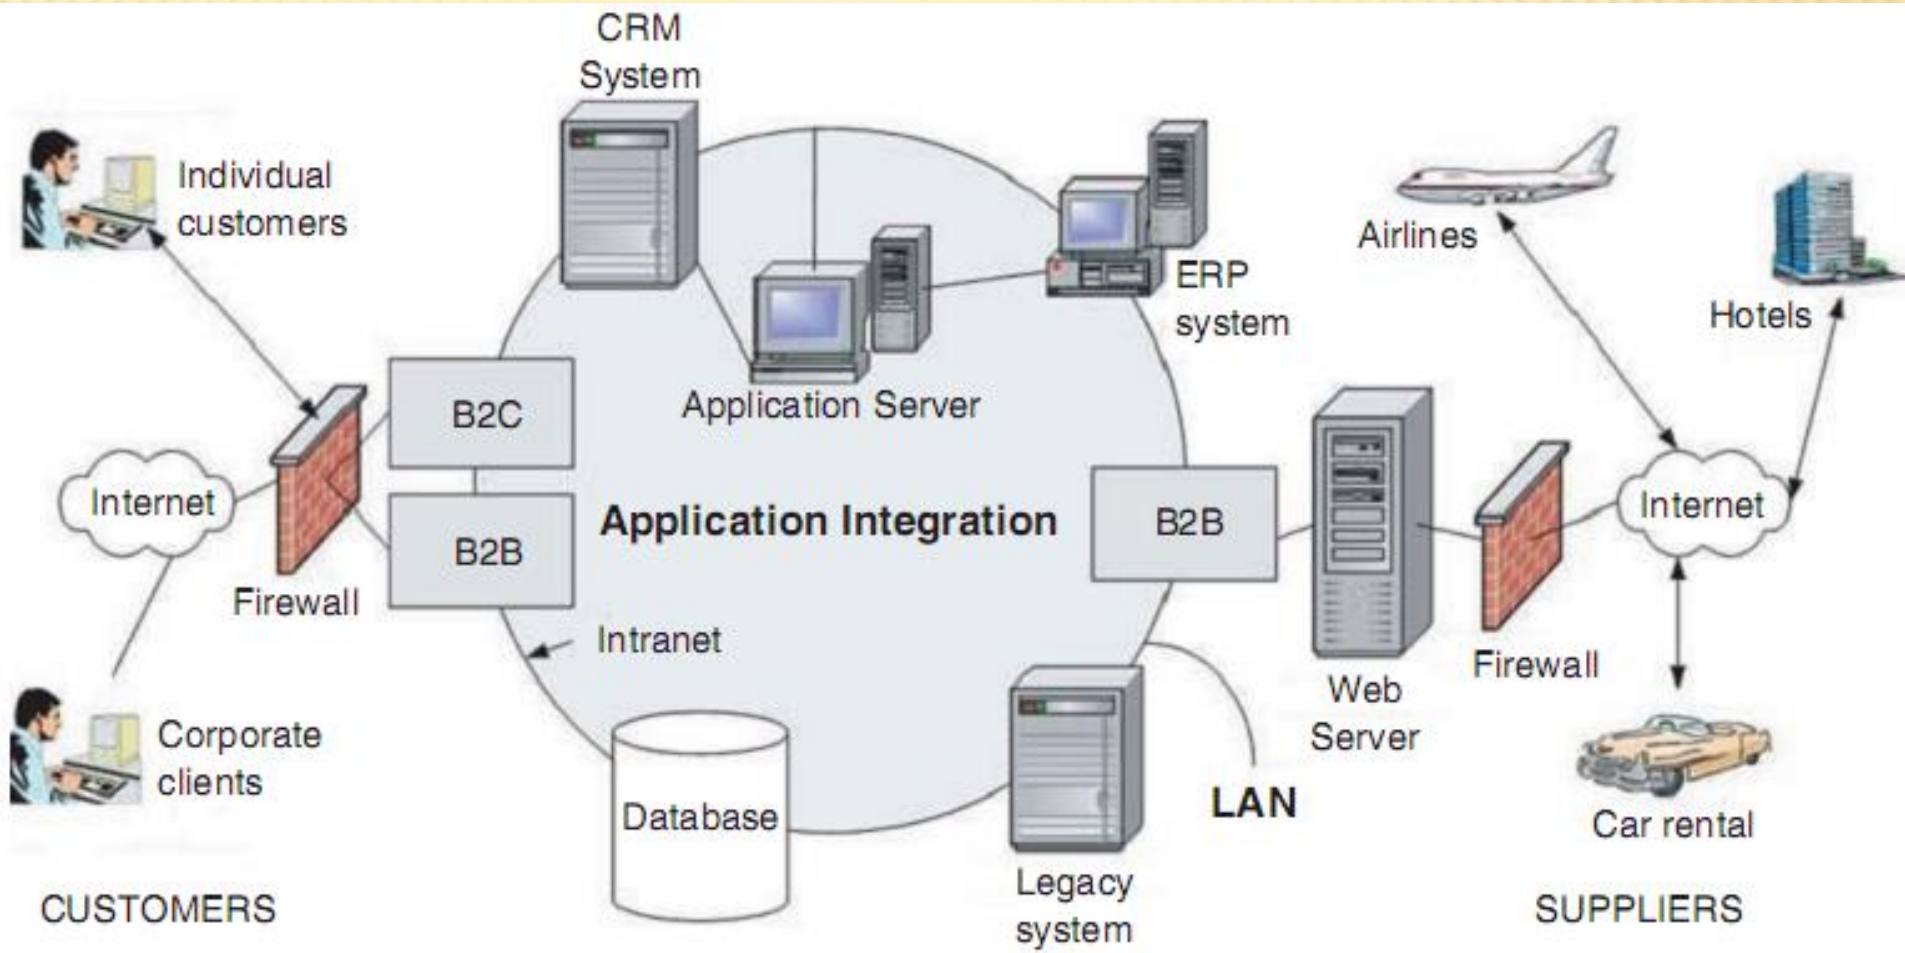 CRM
System
Individual
customers
Airlines
ERP
system
Hotels
B2C
Application Server
Internet
Application Integration
B2B
B2B
Internet
Firewall
Intranet
Firewall
Web
Server
Corporate
clients
Database
LAN
Car rental
Legacy
system
CUSTOMERS
SUPPLIERS